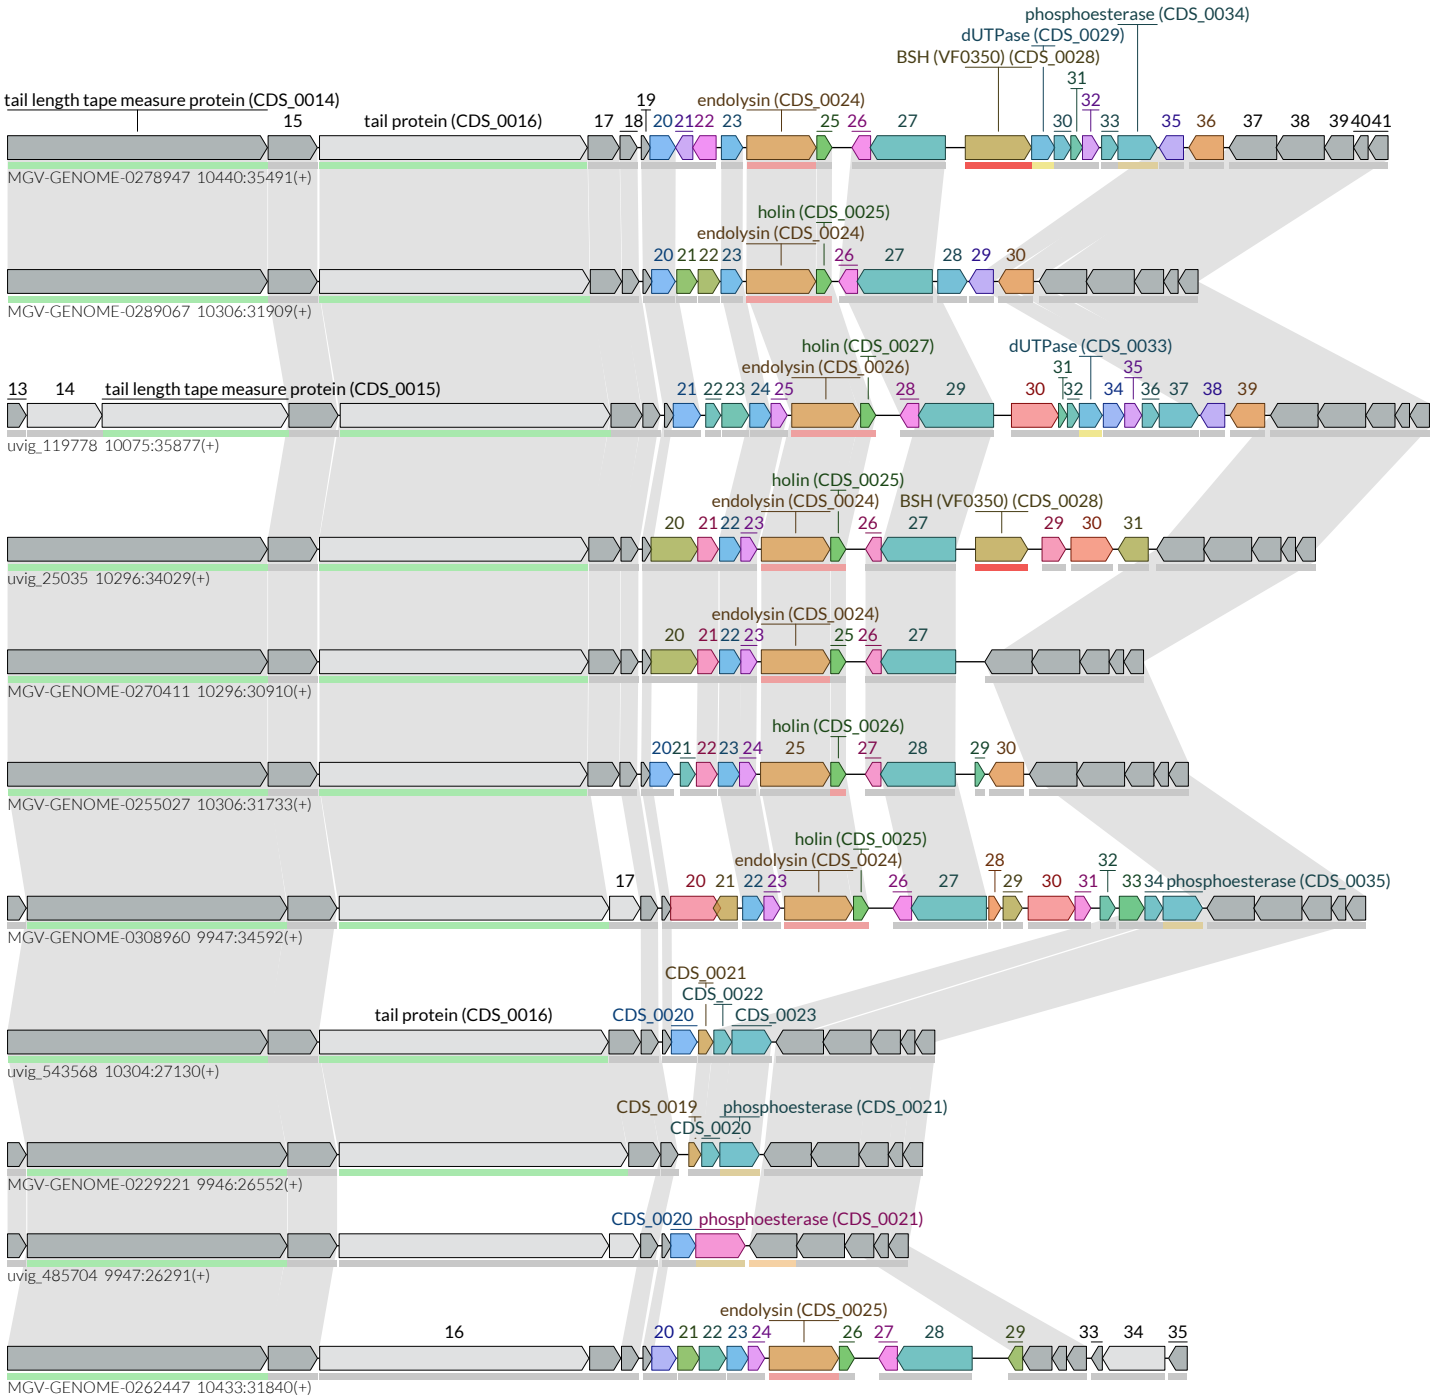 phosphoesterase (CDS_0034)
dUTPase (CDS_0029)
BSH (VF0350) (CDS_0028)
31
tail length tape measure protein (CDS_0014) 19 endolysin (CDS_0024) 32
15 tail protein (CDS_0016) 17 18 20 21 22 23 25 26 27 30 33 35 36 37 38 39 40 41
MGV-GENOME-0278947 10440:35491(+)
holin (CDS_0025)
endolysin (CDS_0024)
20 21 22 23 26 27 28 29 30
MGV-GENOME-0289067 10306:31909(+)
holin (CDS_0027) dUTPase (CDS_0033)
endolysin (CDS_0026) 31 35
13 14 tail length tape measure protein (CDS_0015) 21 22 23 24 25 28 29 30 32 34 36 37 38 39
uvig_119778 10075:35877(+)
holin (CDS_0025)
endolysin (CDS_0024) BSH (VF0350) (CDS_0028)
20 21 22 23 26 27 29 30 31
uvig_25035 10296:34029(+)
endolysin (CDS_0024)
20 21 22 23 25 26 27
MGV-GENOME-0270411 10296:30910(+)
holin (CDS_0026)
20 21 22 23 24 25 27 28 29 30
MGV-GENOME-0255027 10306:31733(+)
holin (CDS_0025)
endolysin (CDS_0024) 28 32
17 20 21 22 23 26 27 29 30 31 33 34 phosphoesterase (CDS_0035)
MGV-GENOME-0308960 9947:34592(+)
CDS_0021
CDS_0022
tail protein (CDS_0016) CDS_0020 CDS_0023
uvig_543568 10304:27130(+)
CDS_0019 phosphoesterase (CDS_0021)
CDS_0020
MGV-GENOME-0229221 9946:26552(+)
CDS_0020 phosphoesterase (CDS_0021)
uvig_485704 9947:26291(+)
endolysin (CDS_0025)
16 20 21 22 23 24 26 27 28 29 33 34 35
MGV-GENOME-0262447 10433:31840(+)